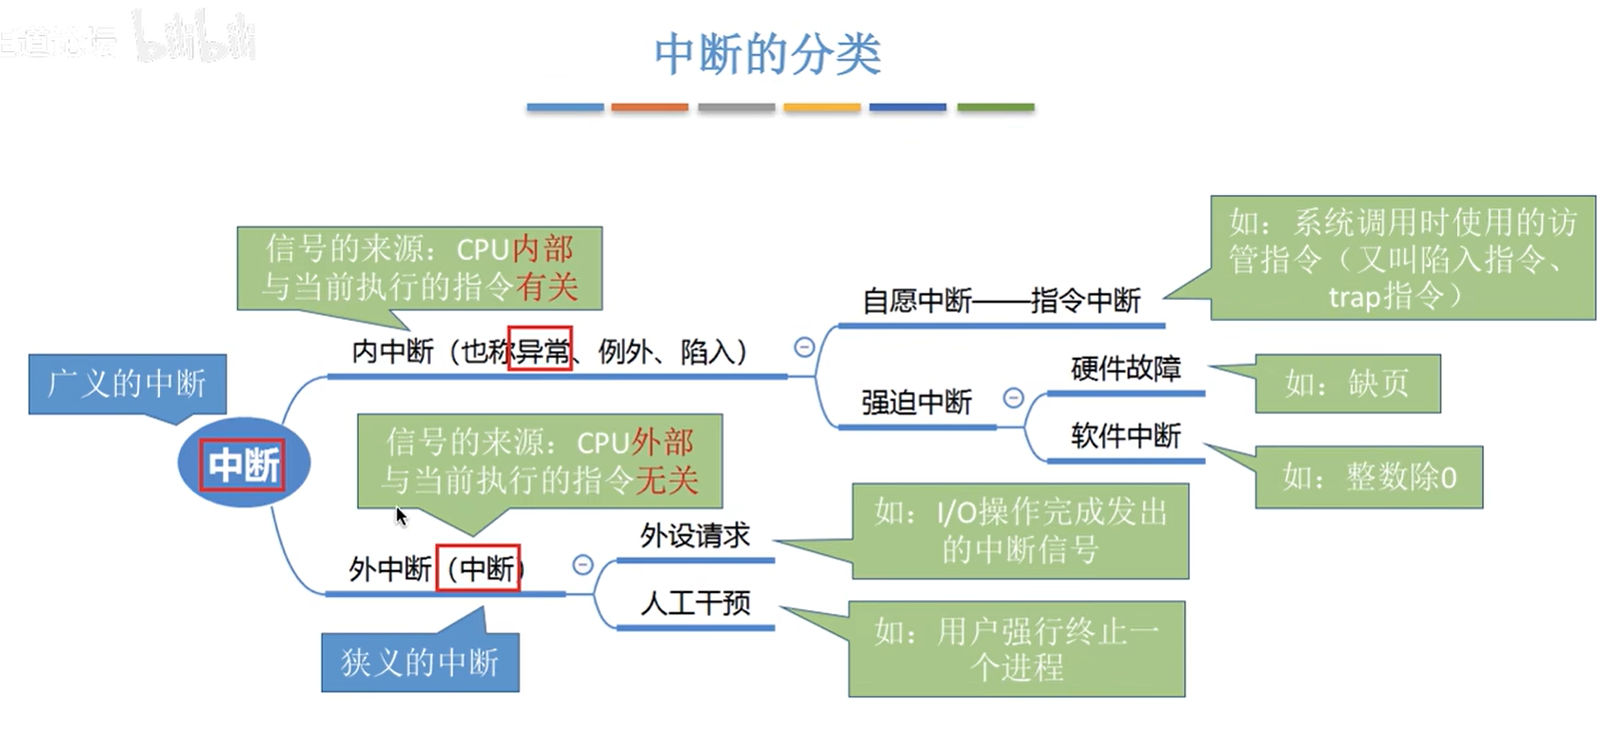 王道论坛 bilibili
中断的分类
如：系统调用时使用的访
管指令（又叫陷入指令、
trap指令）
信号的来源：CPU内部
与当前执行的指令有关
自愿中断——指令中断
内中断（也称异常、例外、陷入）
广义的中断
硬件故障
如：缺页
强迫中断
软件中断
如：整数除0
中断
信号的来源：CPU外部
与当前执行的指令无关
如：I/O操作完成发出
的中断信号
外设请求
外中断（中断）
人工干预
如：用户强行终止一
个进程
狭义的中断